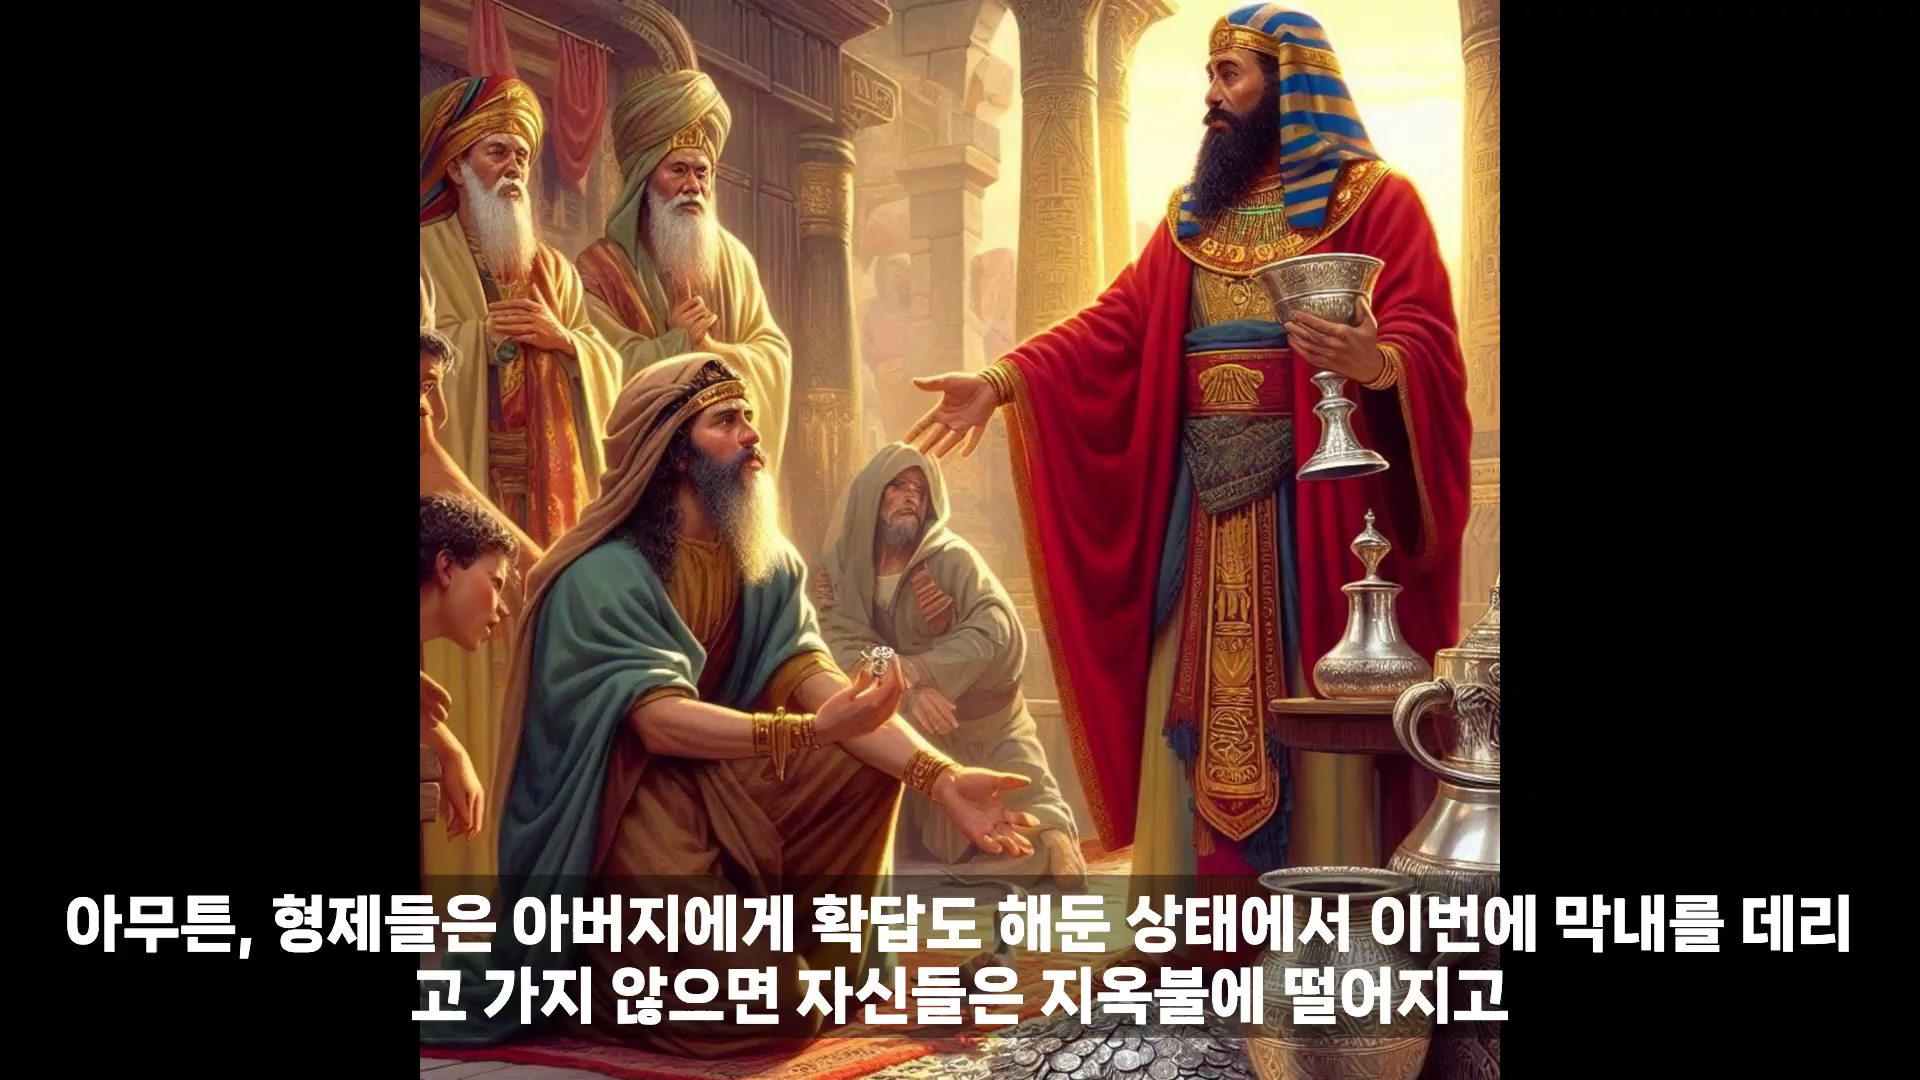 아무튼, 형제들은 아버지에게 확답도 해둔 상태에서 이번에 막내를 데리
고 가지 않으면 자신들은 지옥불에 떨어지고